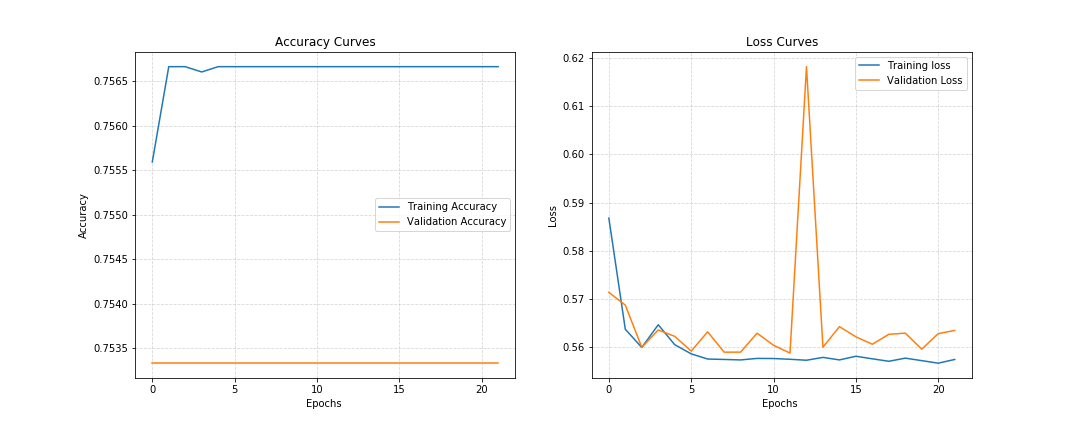 Accuracy Curves
0.7565
0.7560
0.7555
0.7550
0.7545
0.7540
0.7535
Accuracy
Training Accuracy
Validation Accuracy
0 5 10 15 20
Epochs
Loss Curves
0.62
0.61
0.60
0.59
0.58
0.57
0.56
Loss
Training loss
Validation Loss
0 5 10 15 20
Epochs